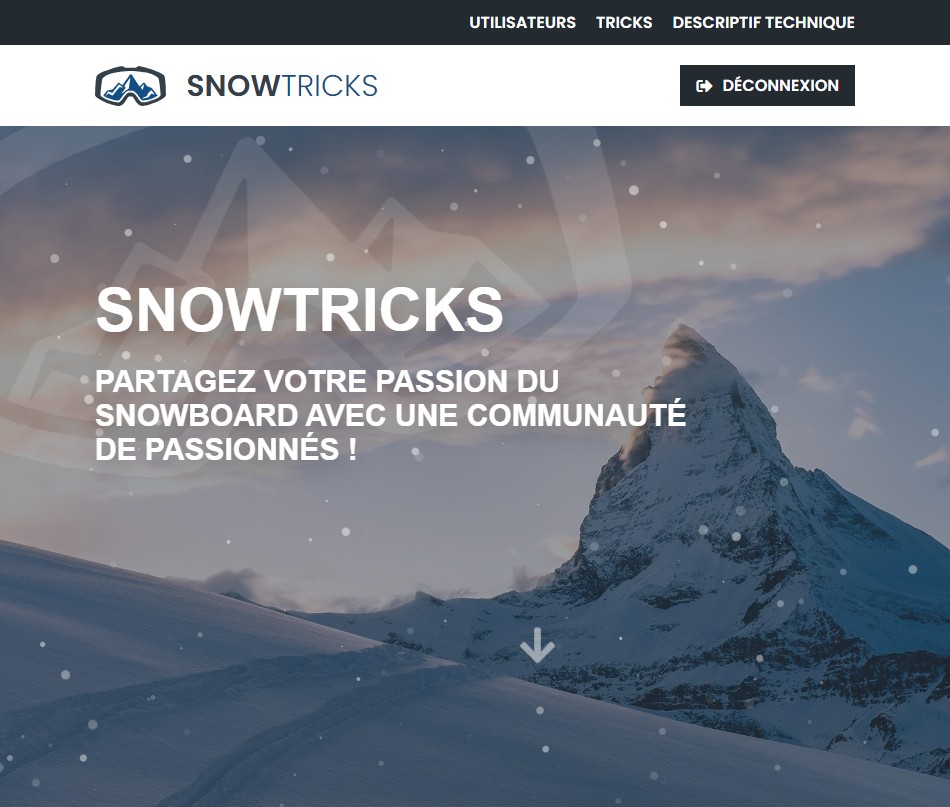 UTILISATEURS TRICKS DESCRIPTIF TECHNIQUE
SNOWTRICKS
DÉCONNEXION
SNOWTRICKS
PARTAGEZ VOTRE PASSION DU
SNOWBOARD AVEC UNE COMMUNAUTÉ
DE PASSIONNÉS !